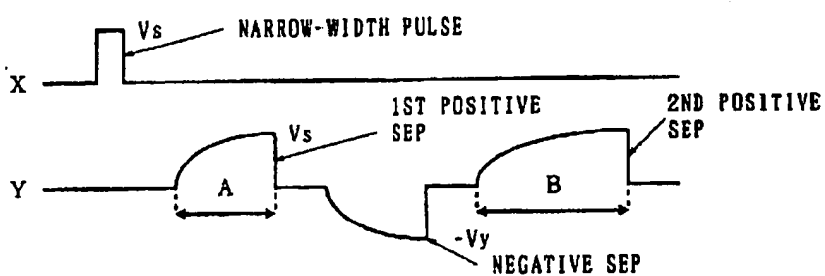 Vs
NARROW-WIDTH PULSE
X
1ST POSITIVE
SEP
2ND POSITIVE
SEP
Vs
Y
A
B
-Vy
NEGATIVE SEP